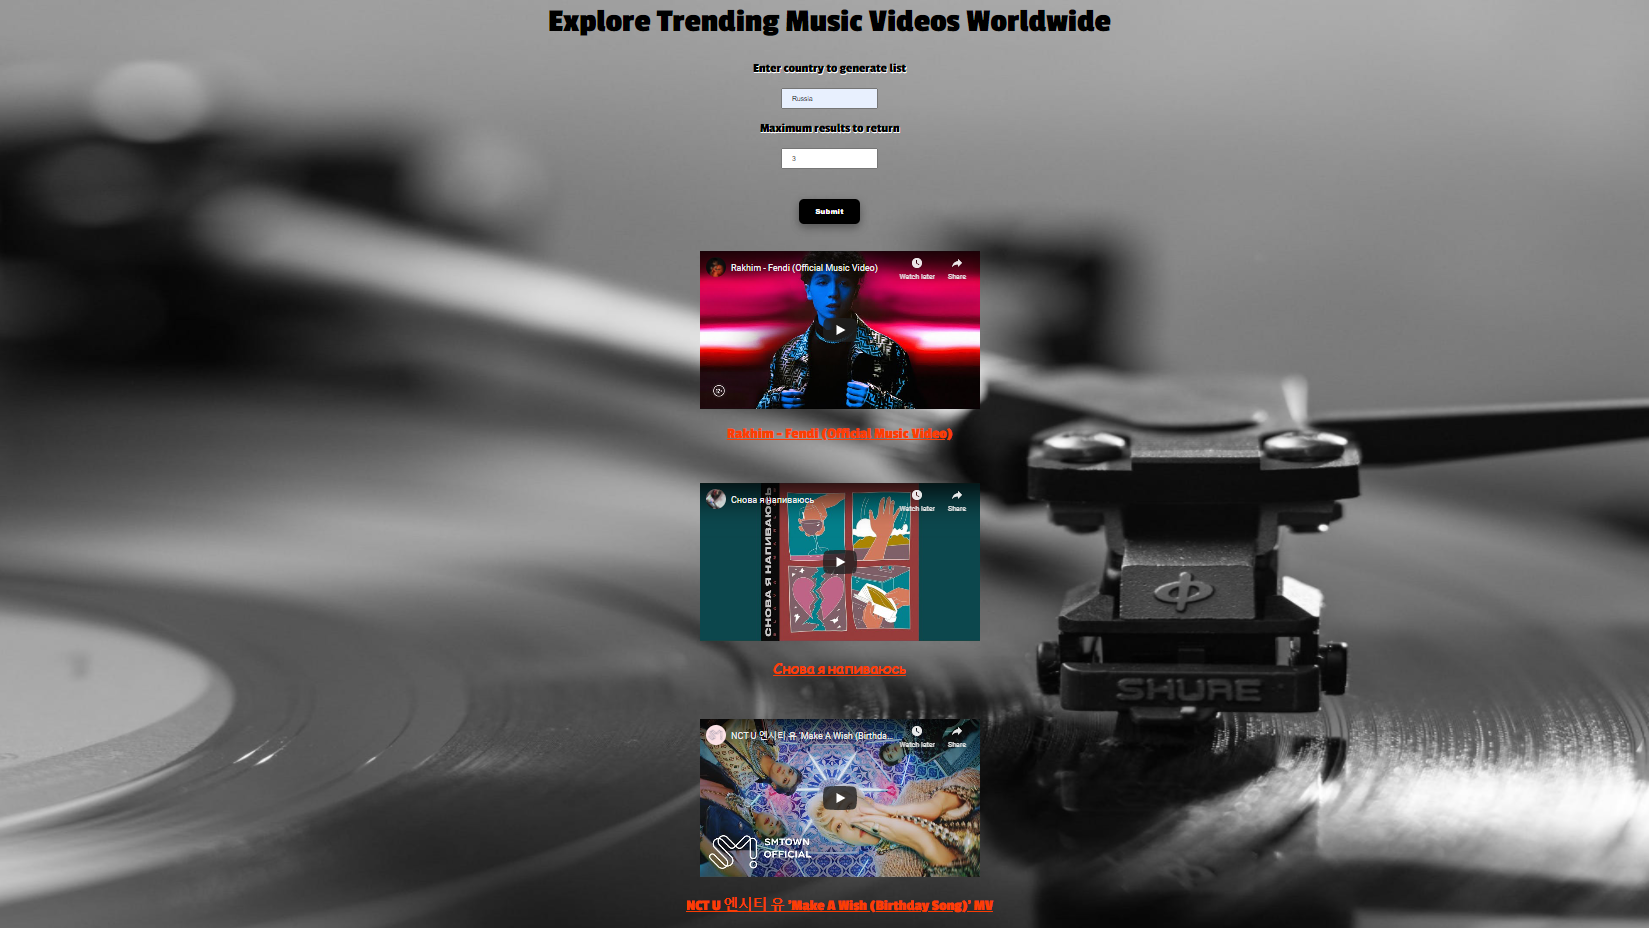 Explore Trending Music Videos Worldwide
Enter country to generate list
Russia
Maximum results to return
3
Submit
Rakhim - Fendi (Official Music Video)
Watch later
Share
12+
Rakhim - Fendi (Official Music Video)
Снова я напиваюсь
Watch later
Share
СНОВА Я НАПИВАЮСЬ
Снова я напиваюсь
SHURE
NCT U 엔시티 유 'Make A Wish (Birthda...
Watch later
Share
SMTOWN
OFFICIAL
NCT U 엔시티 유 'Make A Wish (Birthday Song)' MV